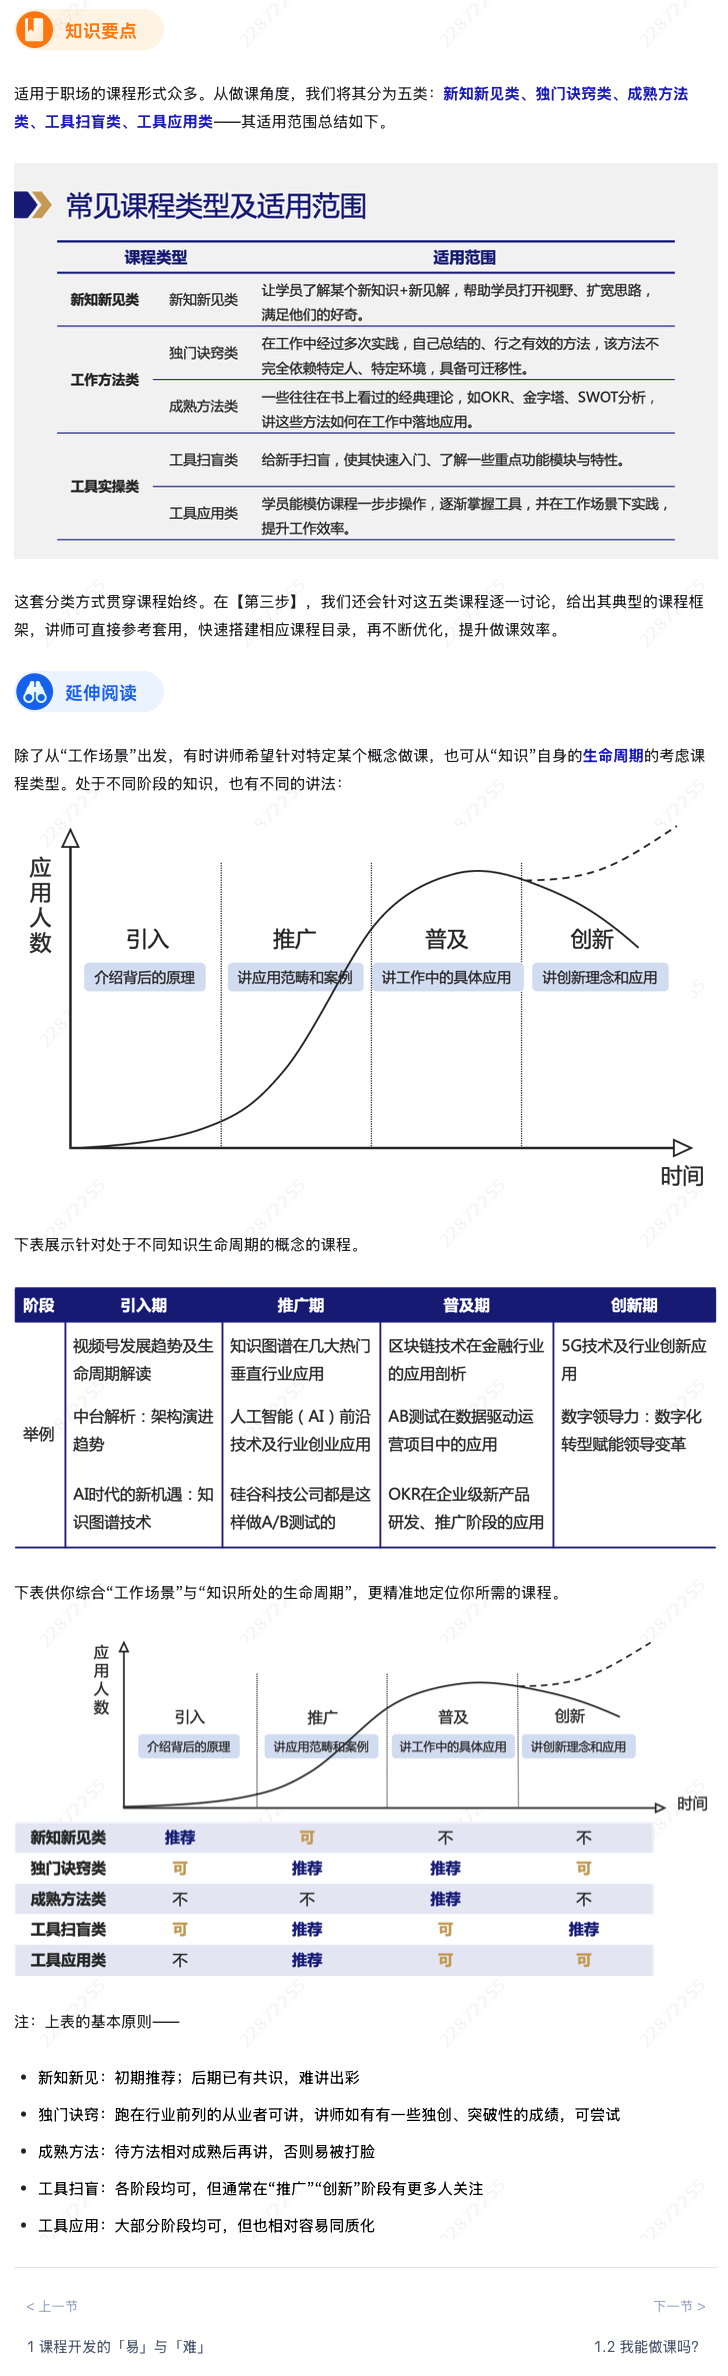 知识要点
适用于职场的课程形式众多。从做课角度，我们将其分为五类：新知新见类、独门诀窍类、成熟方法
类、工具扫盲类、工具应用类——其适用范围总结如下。
常见课程类型及适用范围
课程类型 适用范围
新知新见类 新知新见类 让学员了解某个新知识+新见解，帮助学员打开视野、扩宽思路，
满足他们的好奇。
工作方法类 独门诀窍类 在工作中经过多次实践，自己总结的、行之有效的方法，该方法不
完全依赖特定人、特定环境，具备可迁移性。
成熟方法类 一些往往在书上看过的经典理论，如OKR、金字塔、SWOT分析，
讲这些方法如何在工作中落地应用。
工具实操类 工具扫盲类 给新手扫盲，使其快速入门、了解一些重点功能模块与特性。
工具应用类 学员能模仿课程一步步操作，逐渐掌握工具，并在工作场景下实践，
提升工作效率。
这套分类方式贯穿课程始终。在【第三步】，我们还会针对这五类课程逐一讨论，给出其典型的课程框
架，讲师可直接参考套用，快速搭建相应课程目录，再不断优化，提升做课效率。
延伸阅读
除了从“工作场景”出发，有时讲师希望针对特定某个概念做课，也可从“知识”自身的生命周期的考虑课
程类型。处于不同阶段的知识，也有不同的讲法：
应用人数
引入 推广 普及 创新
介绍背后的原理 讲应用范畴和案例 讲工作中的具体应用 讲创新理念和应用
时间
下表展示针对处于不同知识生命周期的概念的课程。
阶段 引入期 推广期 普及期 创新期
举例
视频号发展趋势及生 知识图谱在几大热门 区块链技术在金融行业 5G技术及行业创新应
命周期解读 垂直行业应用 的应用剖析 用
中台解析：架构演进 人工智能（AI）前沿 AB测试在数据驱动运 数字领导力：数字化
趋势 技术及行业创业应用 营项目中的应用 转型赋能领导变革
AI时代的新机遇：知 硅谷科技公司都是这 OKR在企业级新产品
识图谱技术 样做A/B测试的 研发、推广阶段的应用
下表供你综合“工作场景”与“知识所处的生命周期”，更精准地定位你所需的课程。
应用人数
引入 推广 普及 创新
介绍背后的原理 讲应用范畴和案例 讲工作中的具体应用 讲创新理念和应用
时间
新知新见类 推荐 可 不 不
独门诀窍类 可 推荐 推荐 可
成熟方法类 不 不 推荐 不
工具扫盲类 可 推荐 可 推荐
工具应用类 不 推荐 可 可
注：上表的基本原则——
• 新知新见：初期推荐；后期已有共识，难讲出彩
• 独门诀窍：跑在行业前列的从业者可讲，讲师如有有一些独创、突破性的成绩，可尝试
• 成熟方法：待方法相对成熟后再讲，否则易被打脸
• 工具扫盲：各阶段均可，但通常在“推广”“创新”阶段有更多人关注
• 工具应用：大部分阶段均可，但也相对容易同质化
< 上一节 下一节 >
1 课程开发的「易」与「难」 1.2 我能做课吗?
22872255